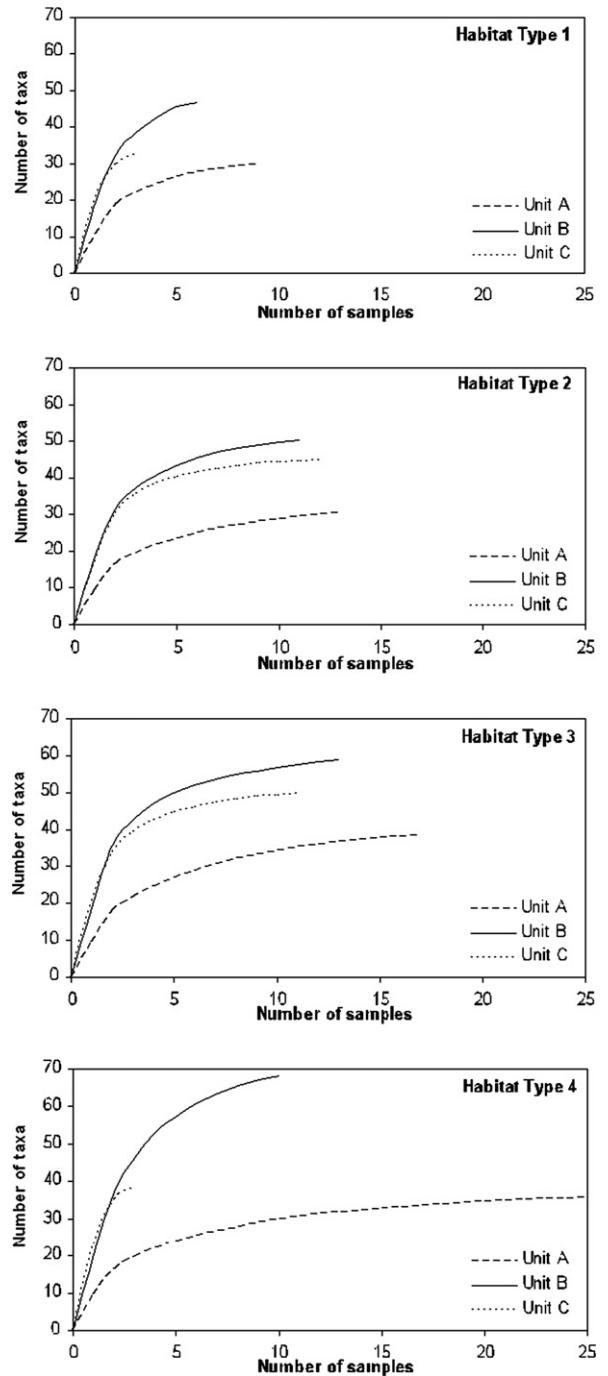 70
Habitat Type 1
60
50
40
30
20
10
0
Number of taxa
Unit A
Unit B
Unit C
0 5 10 15 20 25
Number of samples
70
Habitat Type 2
60
50
40
30
20
10
0
Number of taxa
Unit A
Unit B
Unit C
0 5 10 15 20 25
Number of samples
70
Habitat Type 3
60
50
40
30
20
10
0
Number of taxa
Unit A
Unit B
Unit C
0 5 10 15 20 25
Number of samples
70
Habitat Type 4
60
50
40
30
20
10
0
Number of taxa
Unit A
Unit B
Unit C
0 5 10 15 20 25
Number of samples